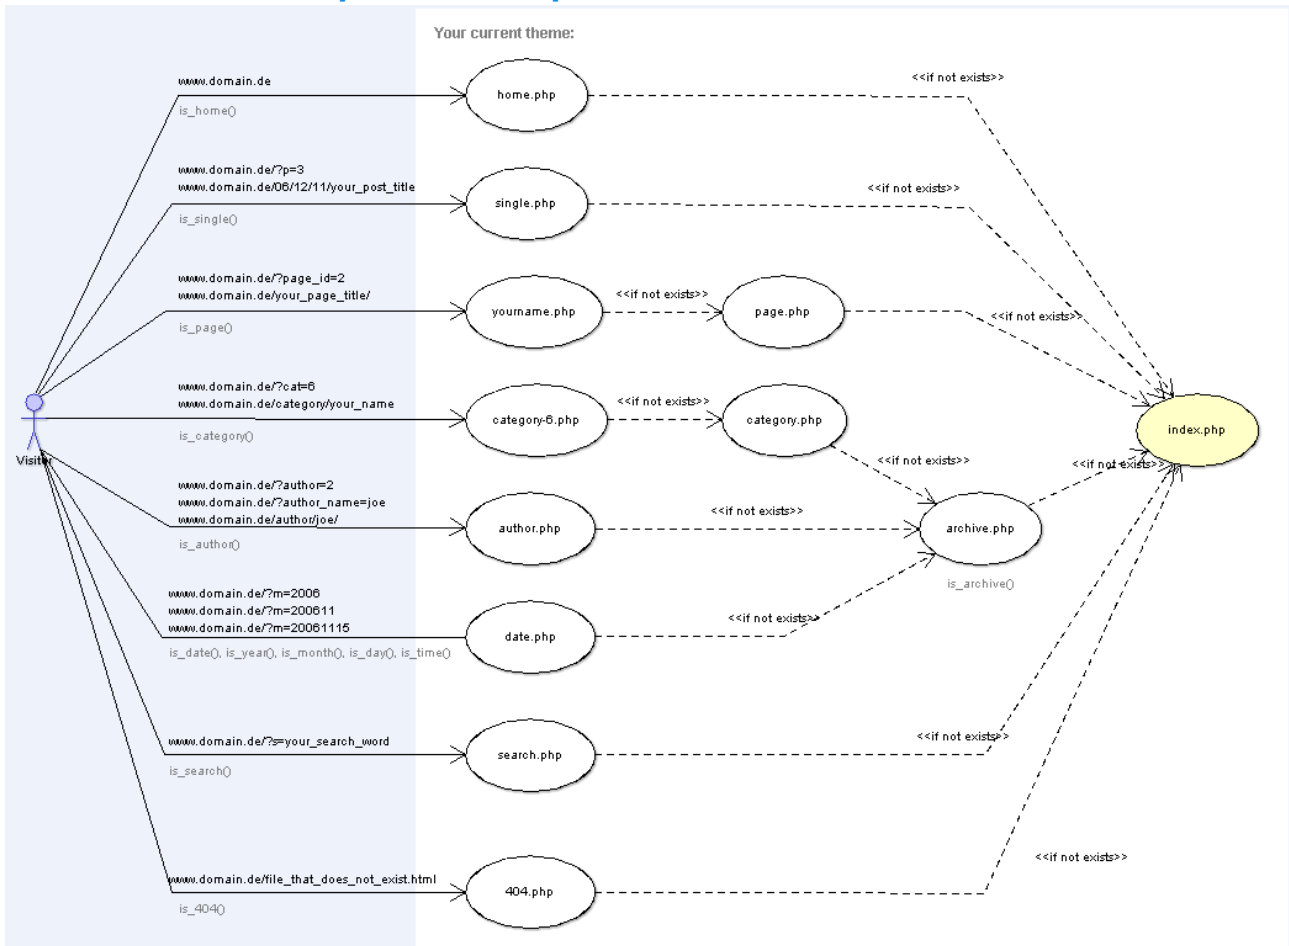 Your current theme:
www.domain.de
is_home()
home.php
<<if not exists>>
www.domain.de/?p=3
www.domain.de/06/12/11/your_post_title
is_single()
single.php
<<if not exists>>
www.domain.de/?page_id=2
www.domain.de/your_page_title/
is_page()
yourname.php
<<if not exists>>
page.php
<<if not exists>>
www.domain.de/?cat=6
www.domain.de/category/your_name
is_category()
category-6.php
<<if not exists>>
category.php
<<if not exists>>
index.php
Visitor
www.domain.de/?author=2
www.domain.de/?author_name=joe
www.domain.de/author/joe/
is_author()
author.php
<<if not exists>>
archive.php
is_archive()
<<if not exists>>
www.domain.de/?m=2006
www.domain.de/?m=200611
www.domain.de/?m=20061115
is_date(), is_year(), is_month(), is_day(), is_time()
date.php
<<if not exists>>
www.domain.de/?s=your_search_word
is_search()
search.php
<<if not exists>>
www.domain.de/file_that_does_not_exist.html
is_404()
404.php
<<if not exists>>